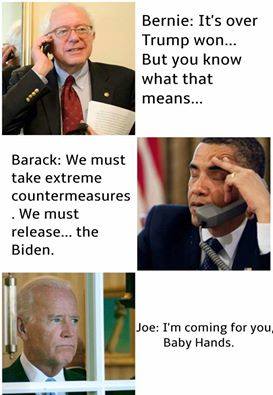 Bernie: It's over
Trump won...
But you know
what that
means...
Barack: We must
take extreme
countermeasures
. We must
release... the
Biden.
Joe: I'm coming for you,
Baby Hands.